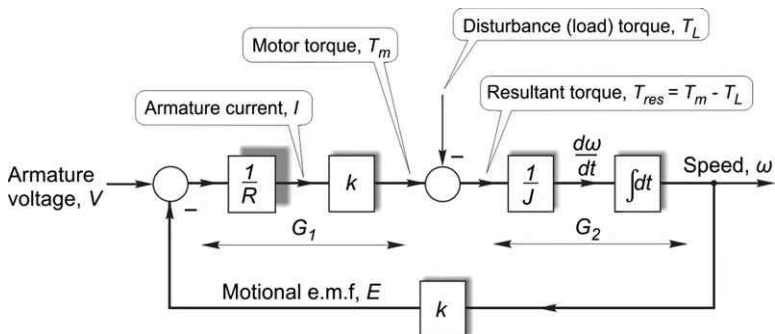 Disturbance (load) torque, T_L
Motor torque, T_m
Resultant torque, T_res = T_m - T_L
Armature current, I
Armature
voltage, V
−
1/R
k
−
1/J
dω/dt
∫dt
Speed, ω
G_1
G_2
Motional e.m.f, E
k